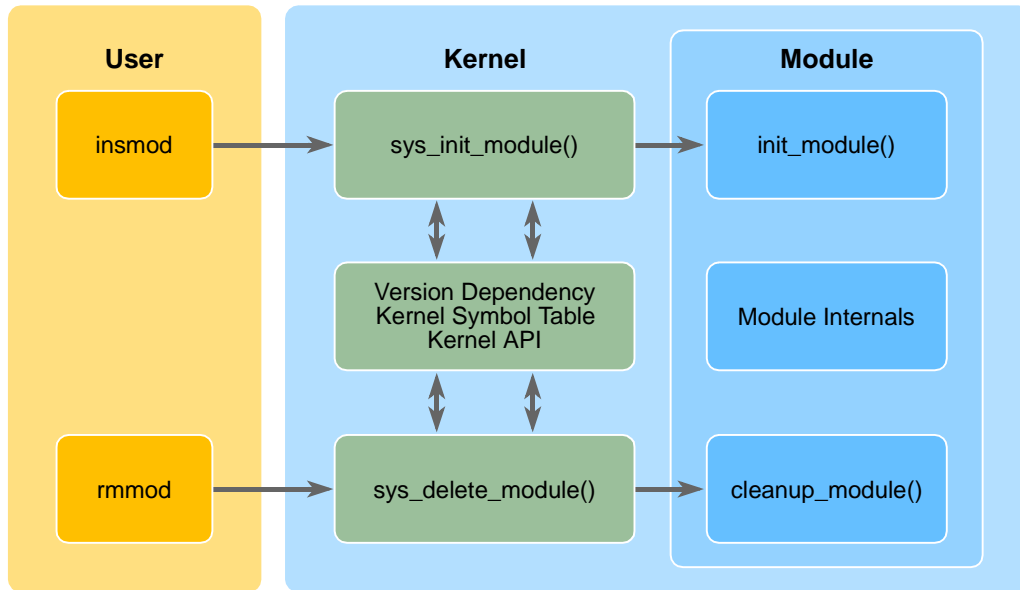 User
Kernel
Module
insmod
sys_init_module()
init_module()
Version Dependency
Kernel Symbol Table
Kernel API
Module Internals
rmmod
sys_delete_module()
cleanup_module()